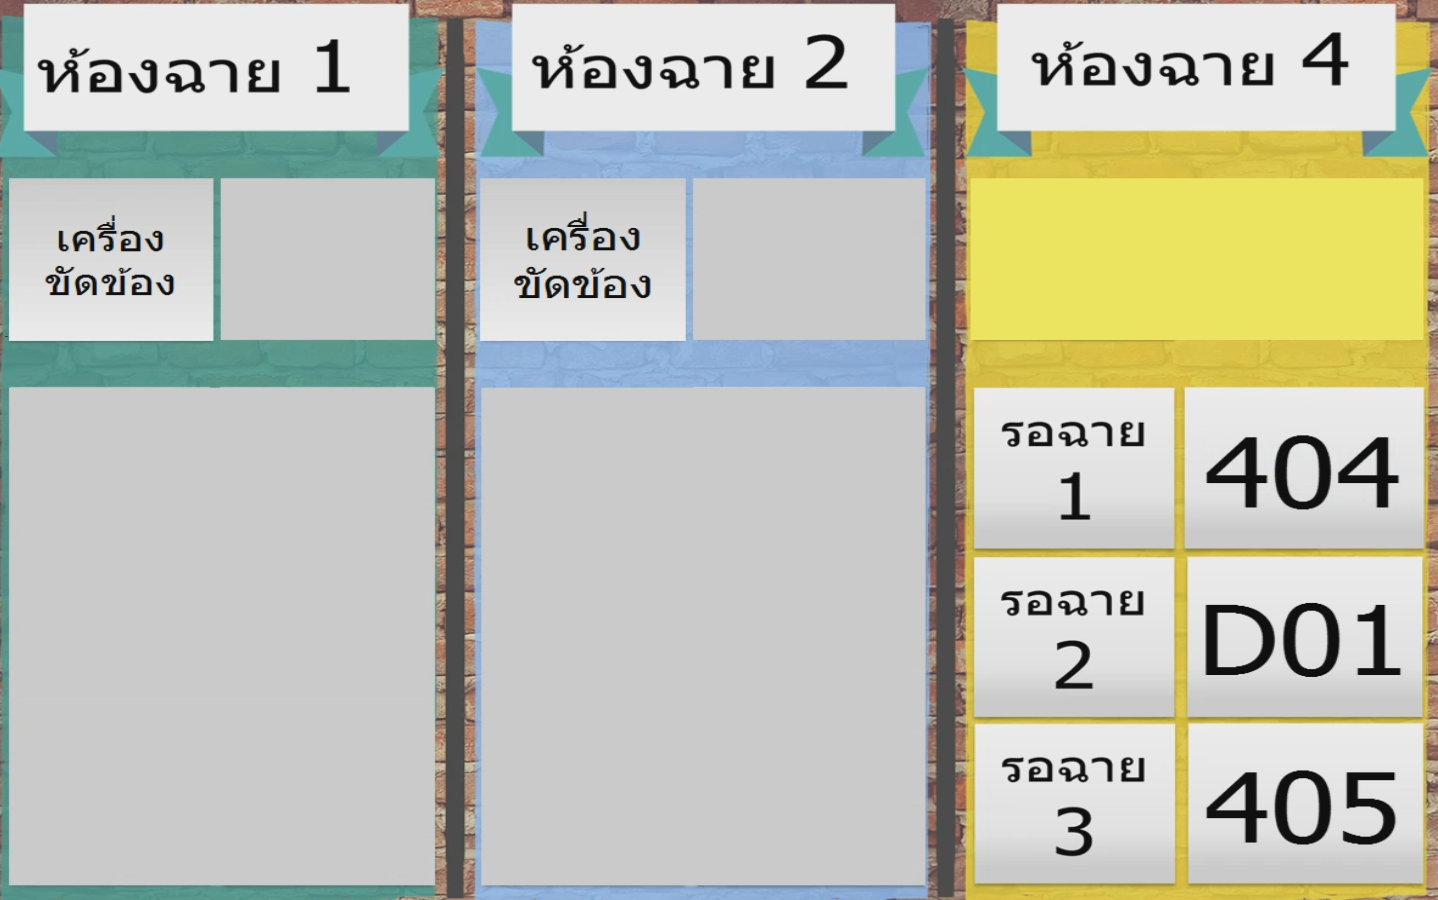 ห้องฉาย 1
เครื่อง
ขัดข้อง
ห้องฉาย 2
เครื่อง
ขัดข้อง
ห้องฉาย 4
รอฉาย
1
404
รอฉาย
2
D01
รอฉาย
3
405